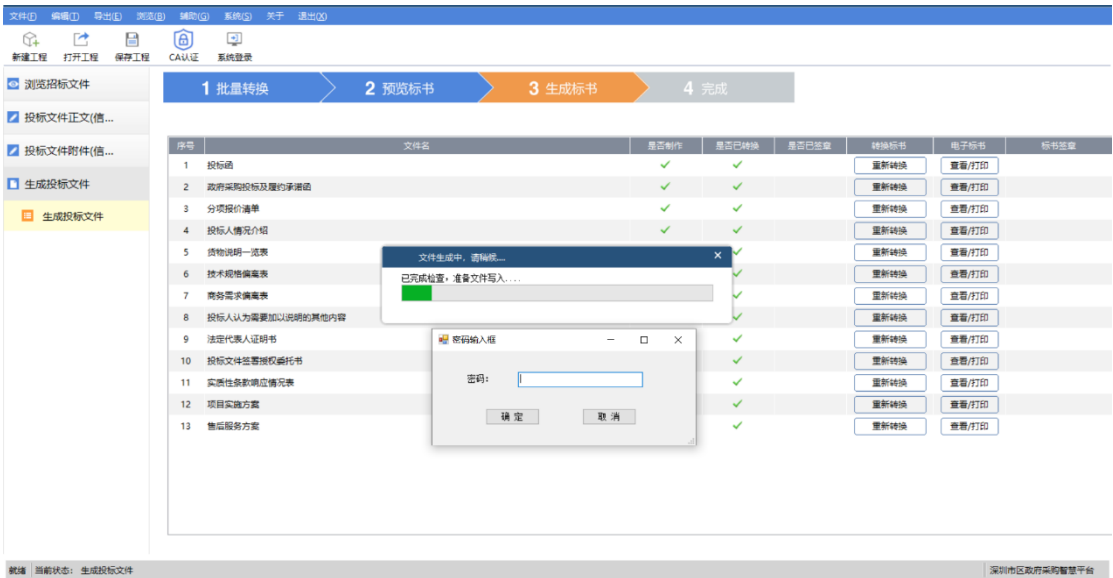 文件(F) 编辑(T) 导出(E) 浏览(B) 辅助(G) 系统(S) 关于 退出(X)
新建工程 打开工程 保存工程 CA认证 系统登录
浏览招标文件
投标文件正文(信...
投标文件附件(信...
生成投标文件
生成投标文件
1 批量转换 2 预览标书 3 生成标书 4 完成
序号 文件名 是否制作 是否已转换 是否已签章 转换标书 电子标书 标书签章
1 投标函 重新转换 查看/打印
2 政府采购投标及履约承诺函 重新转换 查看/打印
3 分项报价清单 重新转换 查看/打印
4 投标人情况介绍 重新转换 查看/打印
5 货物说明一览表 重新转换 查看/打印
6 技术规格偏离表 重新转换 查看/打印
7 商务需求偏离表 重新转换 查看/打印
8 投标人认为需要加以说明的其他内容 重新转换 查看/打印
9 法定代表人证明书 重新转换 查看/打印
10 投标文件签署授权委托书 重新转换 查看/打印
11 实质性条款响应情况表 重新转换 查看/打印
12 项目实施方案 重新转换 查看/打印
13 售后服务方案 重新转换 查看/打印
文件生成中，请稍候....
已完成检查，准备文件写入....
密码输入框
密码：
确 定 取 消
就绪 当前状态： 生成投标文件 深圳市区政府采购智慧平台